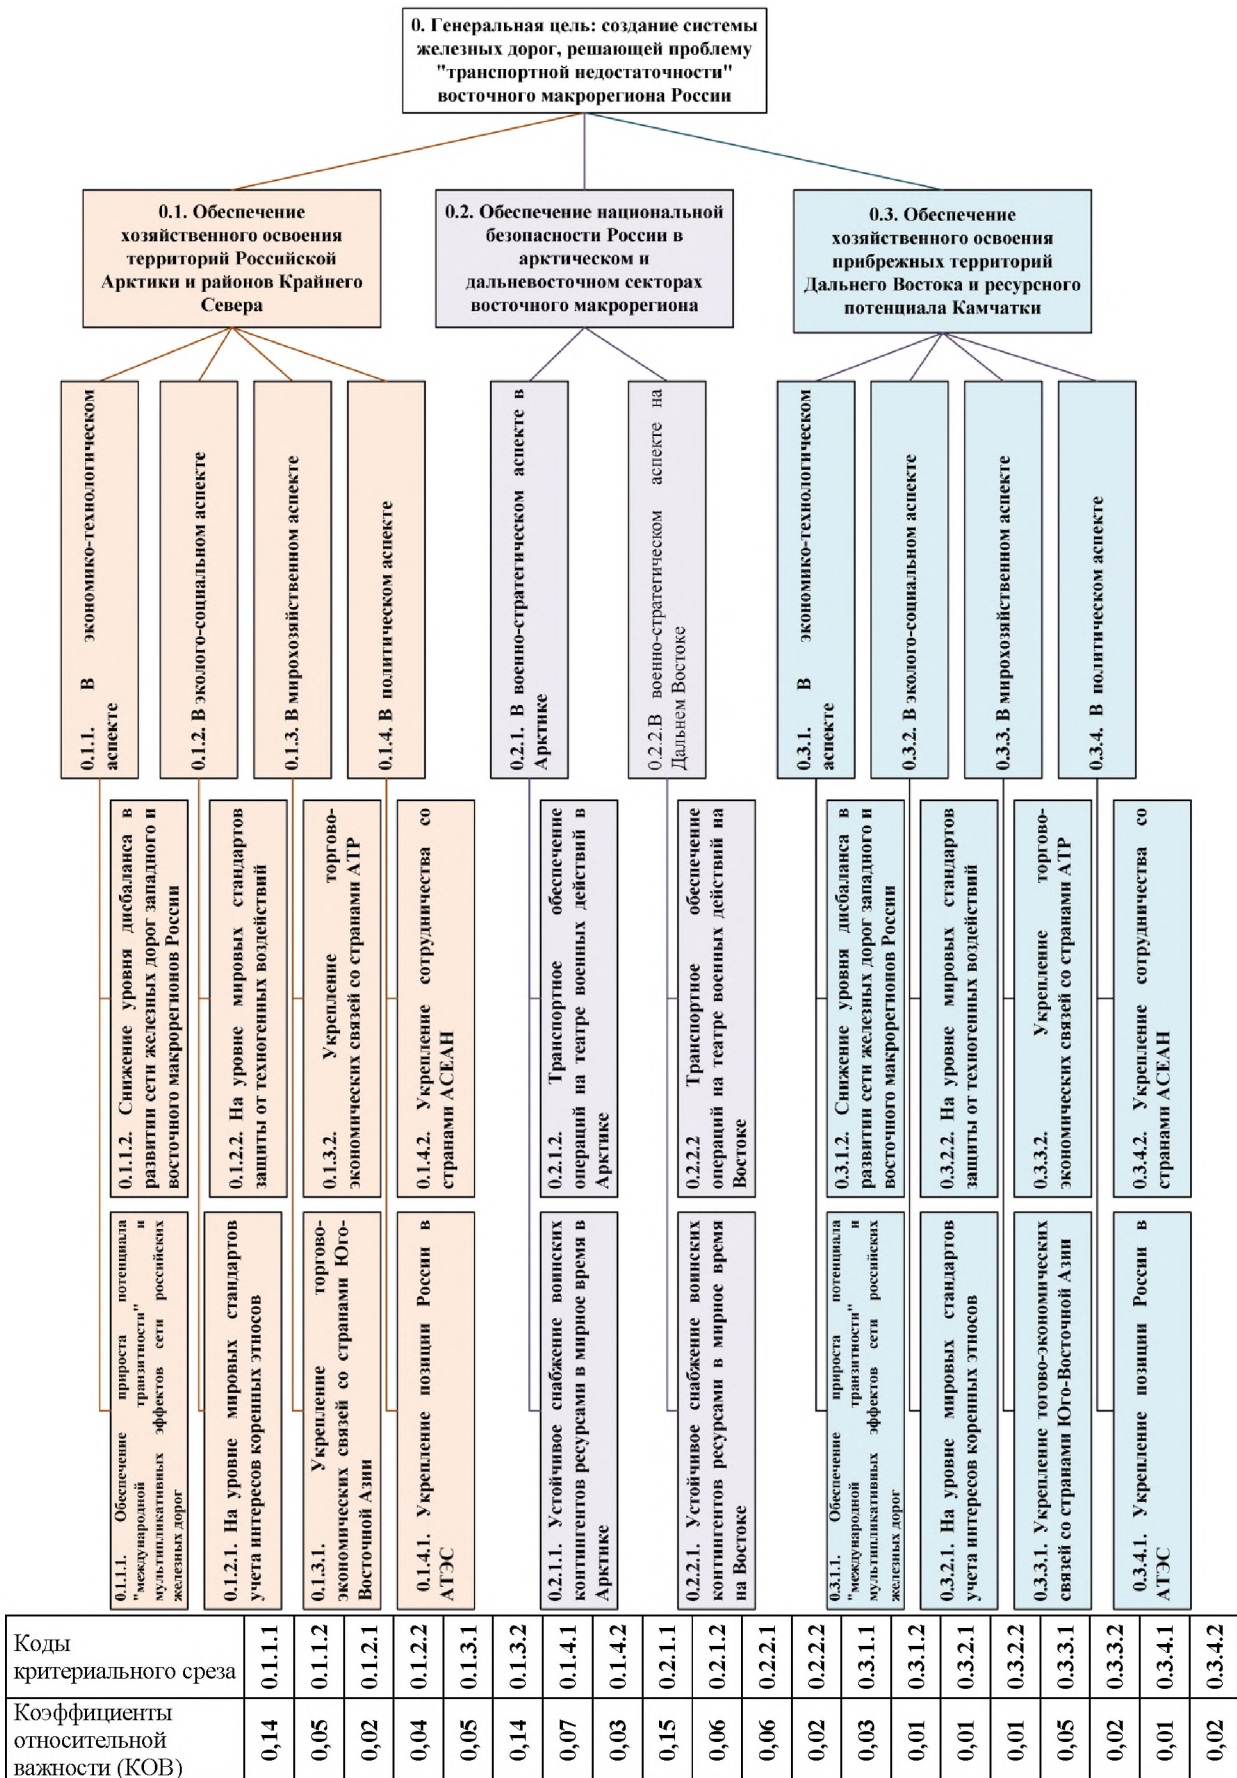 0. Генеральная цель: создание системы
железных дорог, решающей проблему
"транспортной недостаточности"
восточного макрорегиона России
0.1. Обеспечение
хозяйственного освоения
территорий Российской
Арктики и районов Крайнего
Севера
0.2. Обеспечение национальной
безопасности России в
арктическом и
дальневосточном секторах
восточного макрорегиона
0.3. Обеспечение
хозяйственного освоения
прибрежных территорий
Дальнего Востока и ресурсного
потенциала Камчатки
0.1.1. В экономико-технологическом
аспекте
0.1.2. В эколого-социальном аспекте
0.1.3. В мирохозяйственном аспекте
0.1.4. В политическом аспекте
0.2.1. В военно-стратегическом аспекте в
Арктике
0.2.2.В военно-стратегическом аспекте на
Дальнем Востоке
0.3.1. В экономико-технологическом
аспекте
0.3.2. В эколого-социальном аспекте
0.3.3. В мирохозяйственном аспекте
0.3.4. В политическом аспекте
0.1.1.2. Снижение уровня дисбаланса в
развитии сети железных дорог западного и
восточного макрорегионов России
0.1.2.2. На уровне мировых стандартов
защиты от техногенных воздействий
0.1.3.2. Укрепление торгово-
экономических связей со странами АТР
0.1.4.2. Укрепление сотрудничества со
странами АСЕАН
0.2.1.2. Транспортное обеспечение
операций на театре военных действий в
Арктике
0.2.2.2 Транспортное обеспечение
операций на театре военных действий на
Востоке
0.3.1.2. Снижение уровня дисбаланса в
развитии сети железных дорог западного и
восточного макрорегионов России
0.3.2.2. На уровне мировых стандартов
защиты от техногенных воздействий
0.3.3.2. Укрепление торгово-
экономических связей со странами АТР
0.3.4.2. Укрепление сотрудничества со
странами АСЕАН
0.1.1.1. Обеспечение прироста потенциала
"международной транзитности" и
мультипликативных эффектов сети российских
железных дорог
0.1.2.1. На уровне мировых стандартов
учета интересов коренных этносов
0.1.3.1. Укрепление торгово-
экономических связей со странами Юго-
Восточной Азии
0.1.4.1. Укрепление позиции России в
АТЭС
0.2.1.1. Устойчивое снабжение воинских
контингентов ресурсами в мирное время в
Арктике
0.2.2.1. Устойчивое снабжение воинских
контингентов ресурсами в мирное время
на Востоке
0.3.1.1. Обеспечение прироста потенциала
"международной транзитности" и
мультипликативных эффектов сети российских
железных дорог
0.3.2.1. На уровне мировых стандартов
учета интересов коренных этносов
0.3.3.1. Укрепление тогово-экономических
связей со странами Юго-Восточной Азии
0.3.4.1. Укрепление позиции России в
АТЭС
Коды
критериального среза
0.1.1.1
0.1.1.2
0.1.2.1
0.1.2.2
0.1.3.1
0.1.3.2
0.1.4.1
0.1.4.2
0.2.1.1
0.2.1.2
0.2.2.1
0.2.2.2
0.3.1.1
0.3.1.2
0.3.2.1
0.3.2.2
0.3.3.1
0.3.3.2
0.3.4.1
0.3.4.2
Коэффициенты
относительной
важности (КОВ)
0,14
0,05
0,02
0,04
0,05
0,14
0,07
0,03
0,15
0,06
0,06
0,02
0,03
0,01
0,01
0,01
0,05
0,02
0,01
0,02